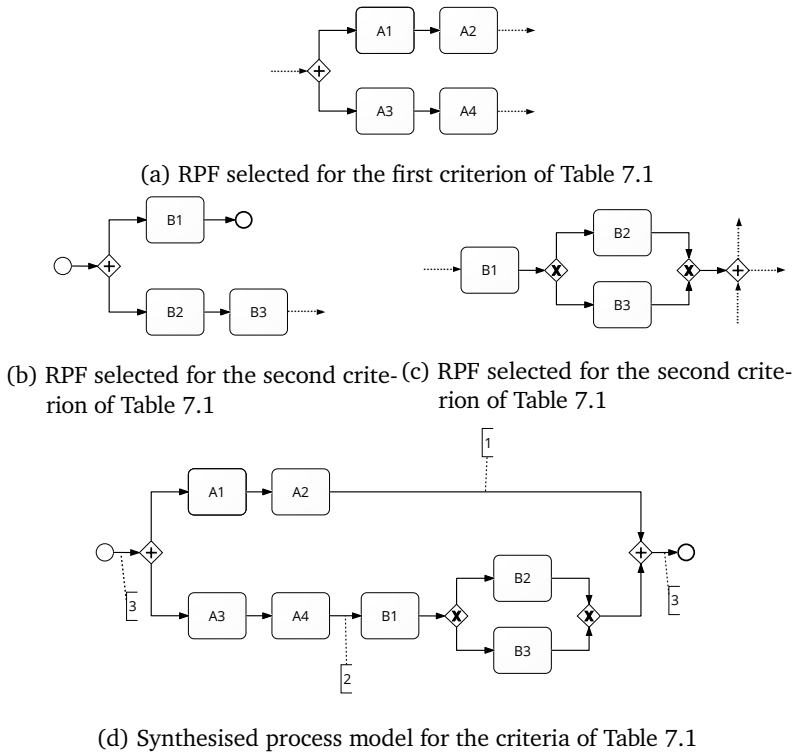 A1 A2
+
A3 A4
(a) RPF selected for the first criterion of Table 7.1
B1
+
B2 B3
B2
B1 X X +
B3
(b) RPF selected for the second crite-
rion of Table 7.1
(c) RPF selected for the second crite-
rion of Table 7.1
1
A1 A2
+ +
3 B2 3
A3 A4 B1 X X
B3
2
(d) Synthesised process model for the criteria of Table 7.1